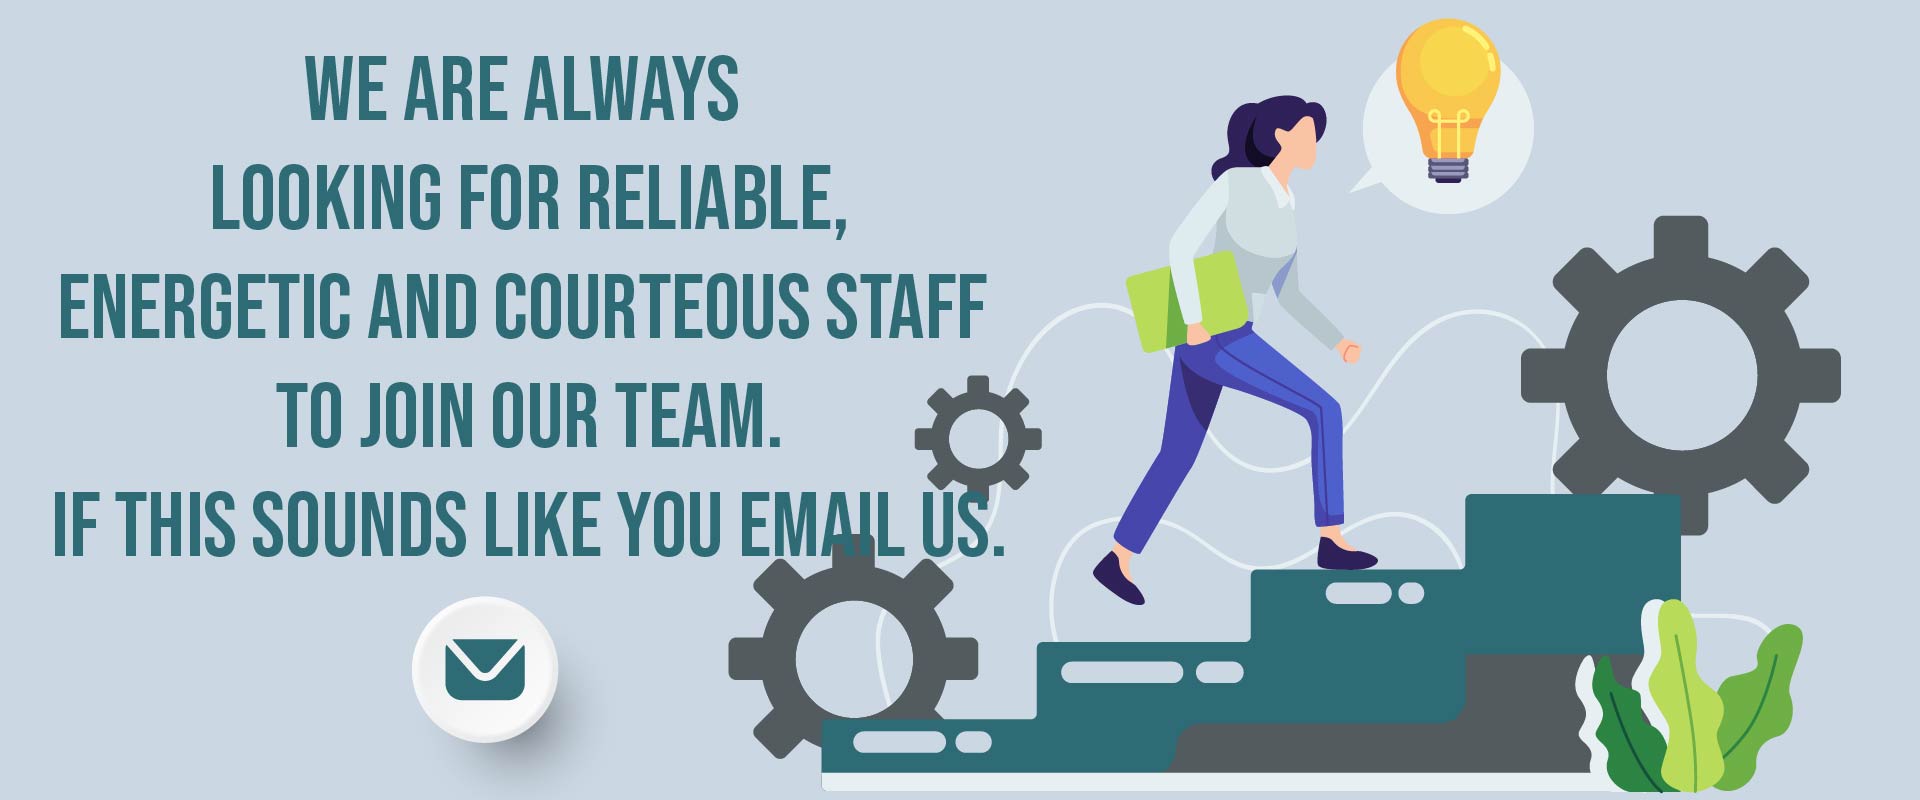 WE ARE ALWAYS
LOOKING FOR RELIABLE,
ENERGETIC AND COURTEOUS STAFF
TO JOIN OUR TEAM.
IF THIS SOUNDS LIKE YOU EMAIL US.